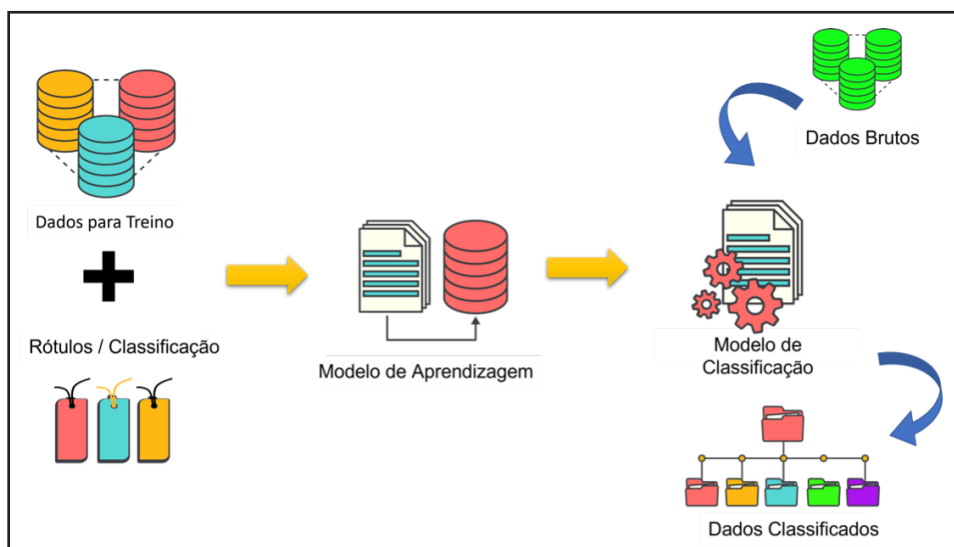 Dados para Treino
Rótulos / Classificação
Modelo de Aprendizagem
Dados Brutos
Modelo de
Classificação
Dados Classificados